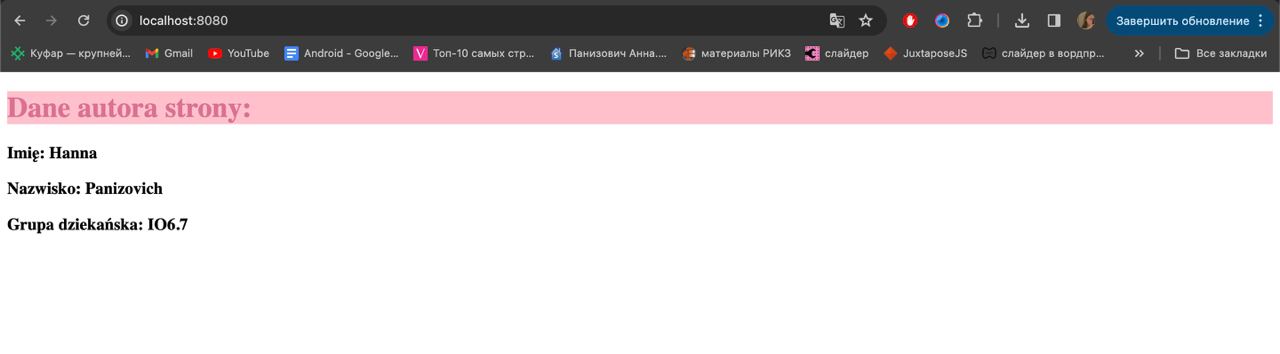 localhost:8080
Завершить обновление
Куфар — крупней...
Gmail
YouTube
Android - Google...
Топ-10 самых стр...
Панизович Анна....
материалы РИКЗ
слайдер
JuxtaposeJS
слайдер в вордпр...
Все закладки
Dane autora strony:
Imię: Hanna
Nazwisko: Panizovich
Grupa dziekańska: IO6.7